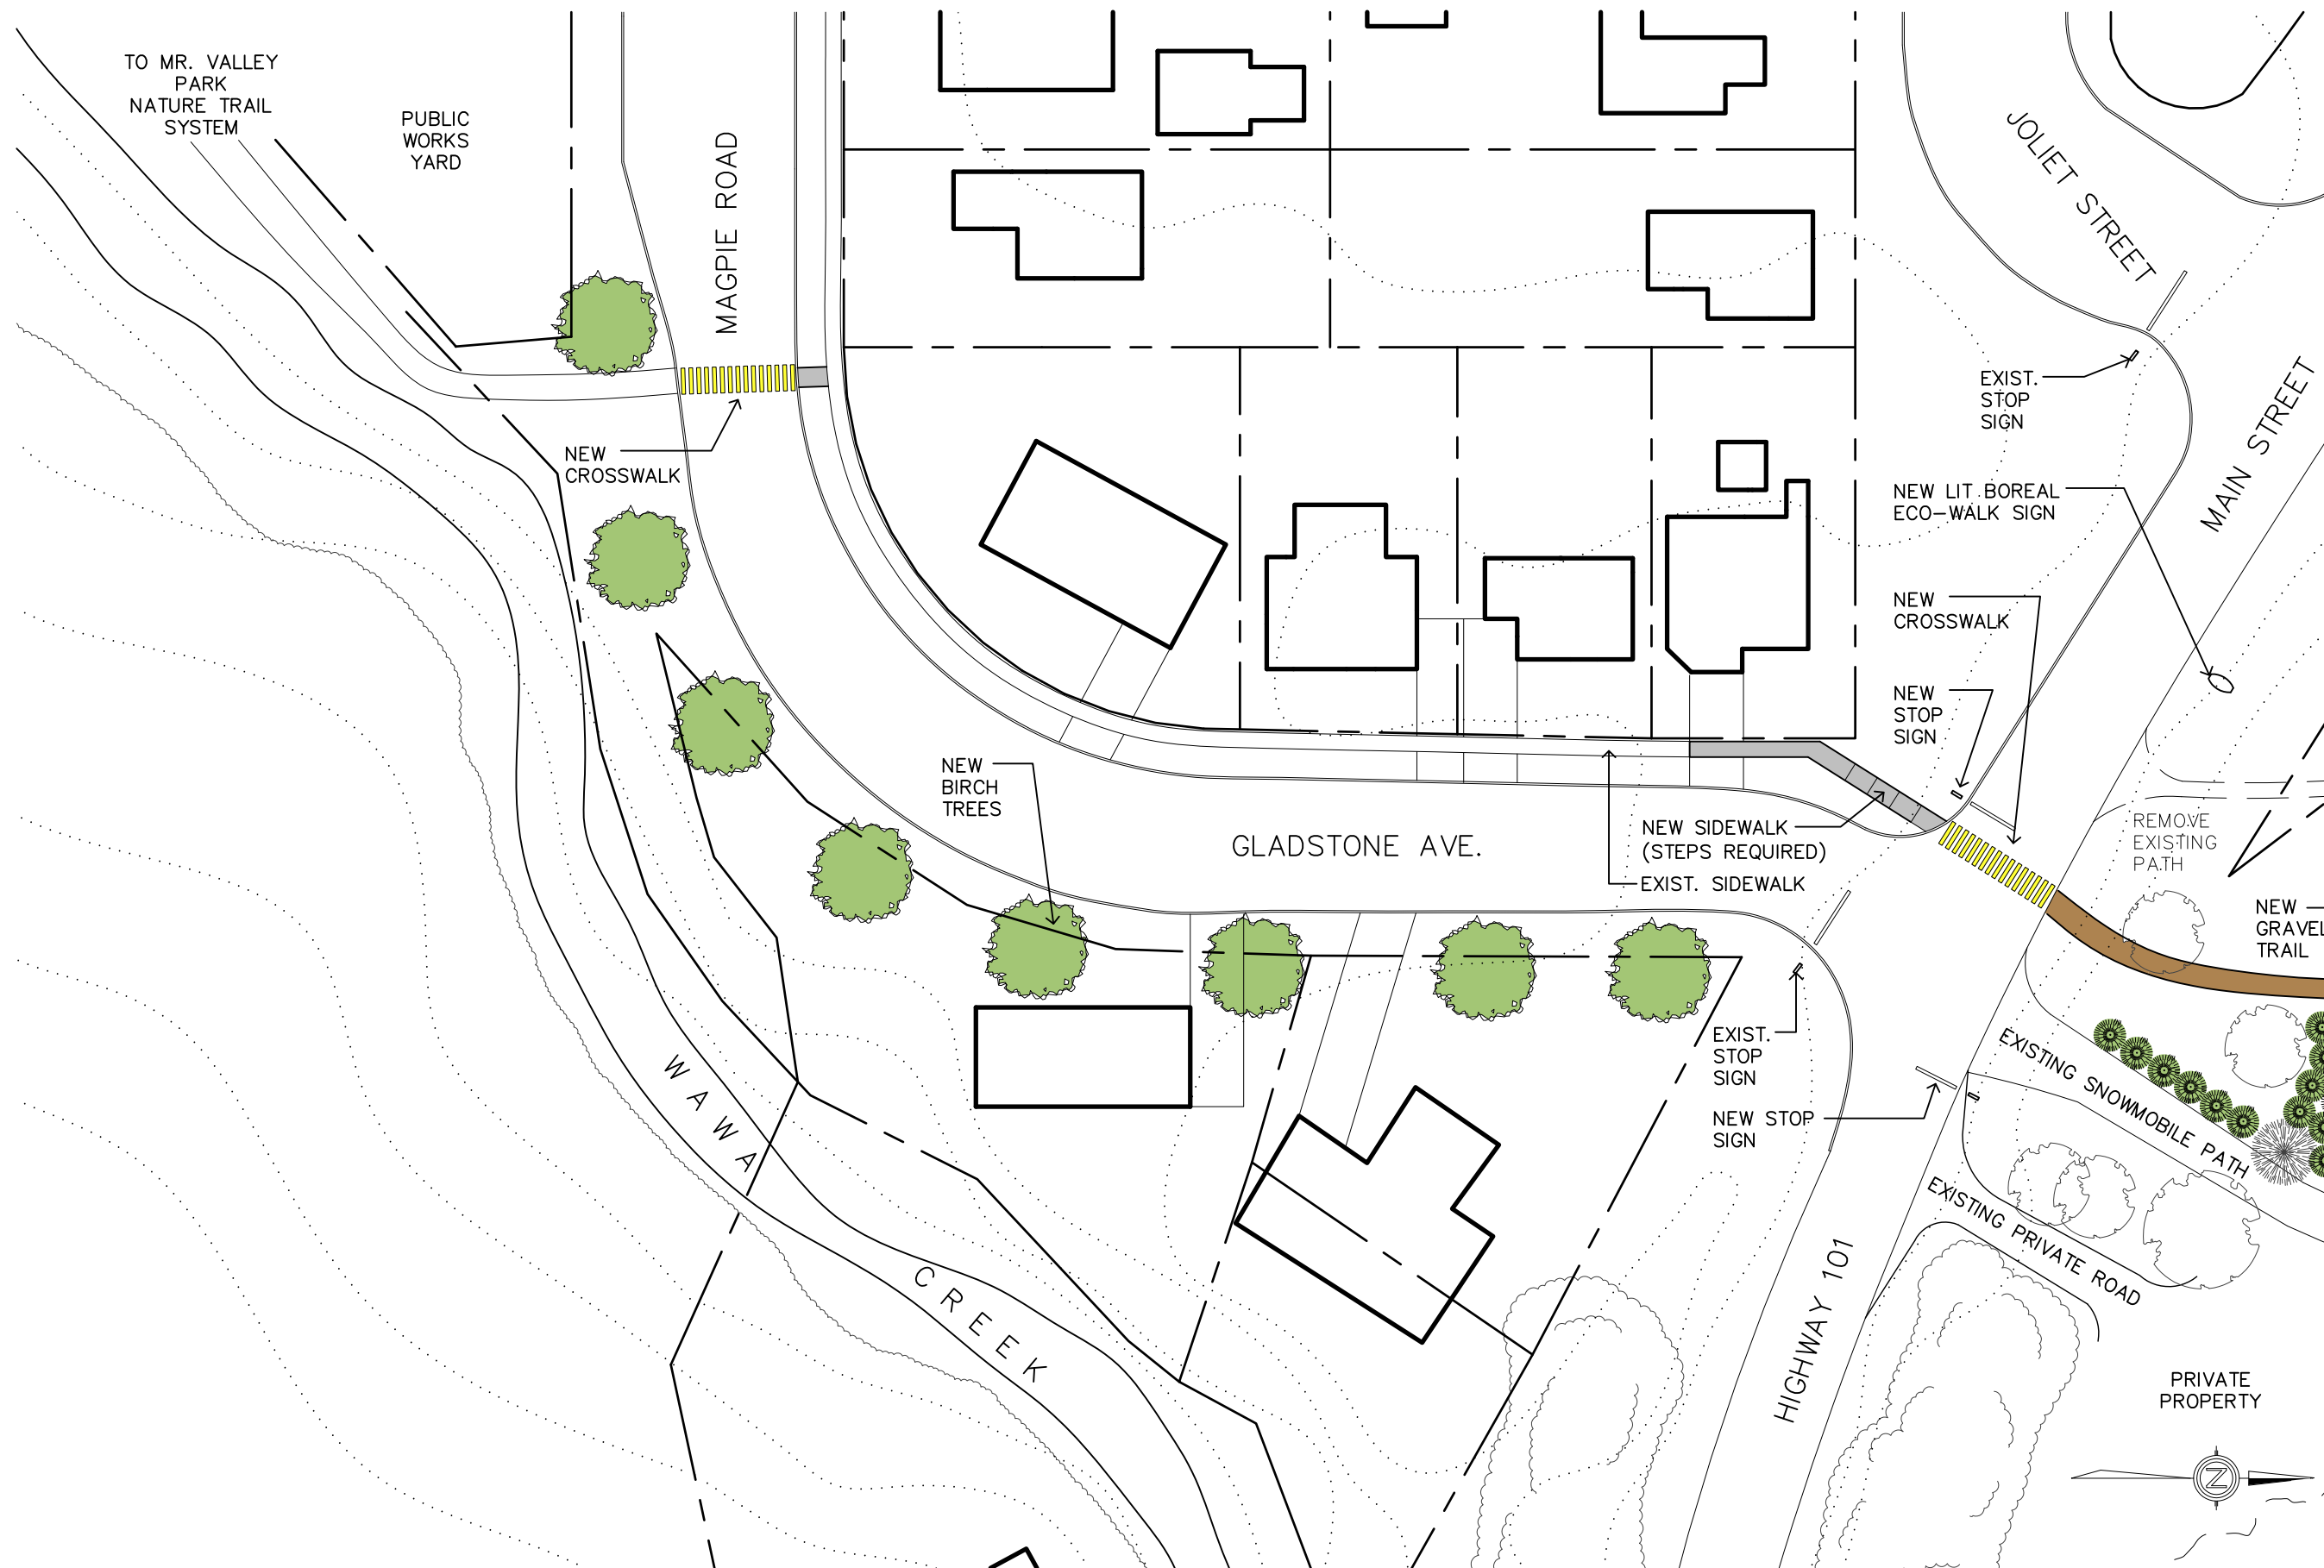 TO MR. VALLEY
PARK
NATURE TRAIL
SYSTEM
PUBLIC
WORKS
YARD
MAGPIE ROAD
JOLIET STREET
EXIST.
STOP
SIGN
MAIN STREET
NEW
CROSSWALK
NEW LIT BOREAL
ECO-WALK SIGN
NEW
CROSSWALK
NEW
STOP
SIGN
NEW
BIRCH
TREES
GLADSTONE AVE.
NEW SIDEWALK
(STEPS REQUIRED)
EXIST. SIDEWALK
REMOVE
EXISTING
PATH
NEW
GRAVEL
TRAIL
EXIST.
STOP
SIGN
NEW STOP
SIGN
EXISTING SNOWMOBILE PATH
EXISTING PRIVATE ROAD
WAWA
CREEK
HIGHWAY 101
PRIVATE
PROPERTY
Z